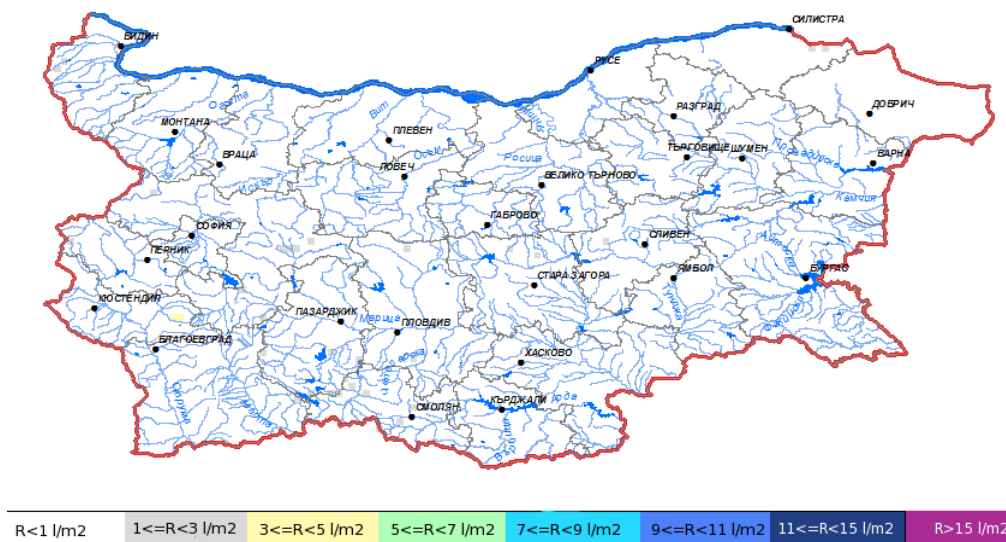 СИЛИСТРА
ВИДИН
РУСЕ
ДОБРИЧ
РАЗГРАД
Огоста
Вит
МОНТАНА
ПЛЕВЕН
ВРАЦА
Росица
ТЪРГОВИЩЕ
ШУМЕН
ВАРНА
ЛОВЕЧ
Искър
ВЕЛИКО ТЪРНОВО
Камчия
ГАБРОВО
СОФИЯ
СЛИВЕН
ПЕРНИК
СТАРА ЗАГОРА
ЯМБОЛ
БУРГАС
КЮСТЕНДИЛ
Тунджа
ПАЗАРДЖИК
Марица
ПЛОВДИВ
БЛАГОЕВГРАД
ХАСКОВО
Струма
Места
СМОЛЯН
КЪРДЖАЛИ
R<1 l/m2
1<=R<3 l/m2
3<=R<5 l/m2
5<=R<7 l/m2
7<=R<9 l/m2
9<=R<11 l/m2
11<=R<15 l/m2
R>15 l/m2